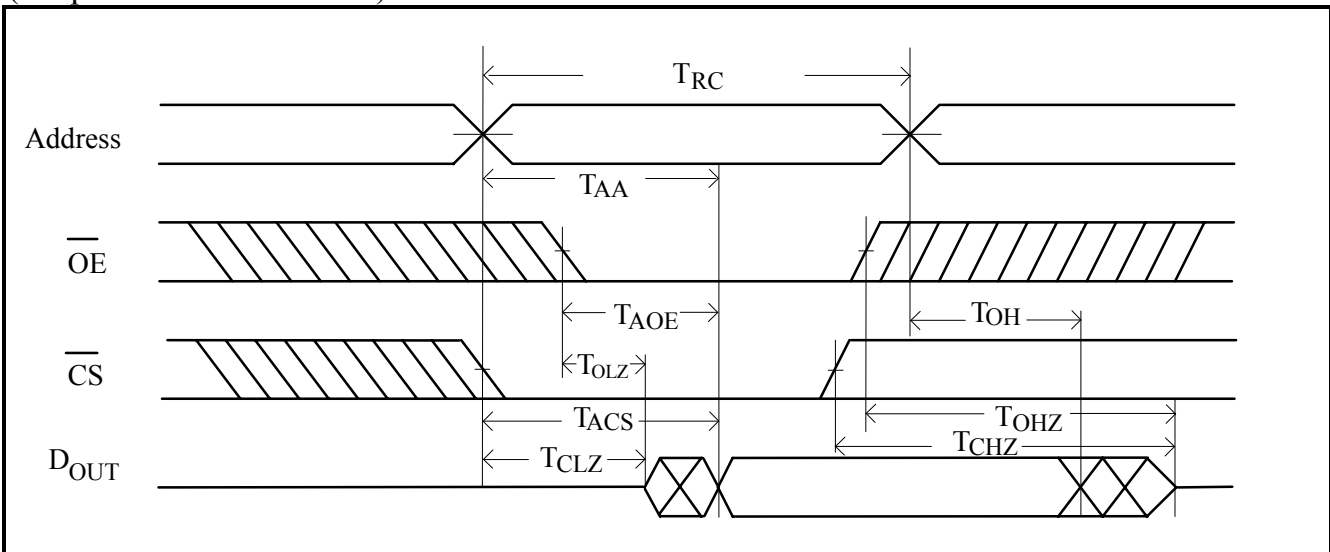 TRC
Address
TAA
OE
TAOE
TOH
CS
TOLZ
TACS
TOHZ
TCHZ
DOUT
TCLZ